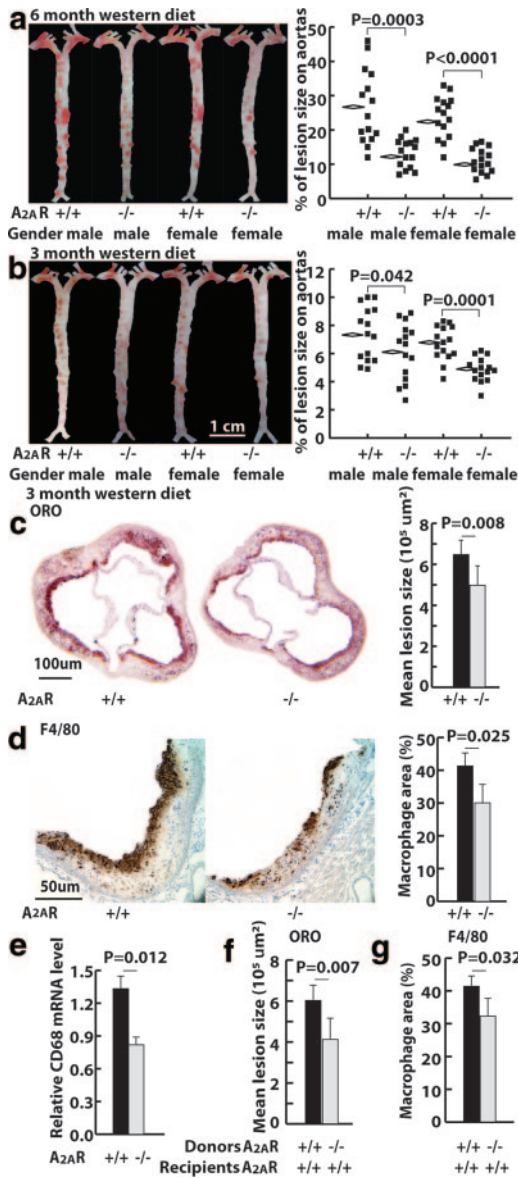 a 6 month western diet
% of lesion size on aortas
50
40
30
20
10
0
P=0.0003
P<0.0001
A2AR +/+ -/- +/+ -/-
Gender male male female female
+/+ -/- +/+ -/-
male male female female
b 3 month western diet
% of lesion size on aortas
12
10
8
6
4
2
0
P=0.042
P=0.0001
1 cm
A2AR +/+ -/- +/+ -/-
Gender male male female female
+/+ -/- +/+ -/-
male male female female
3 month western diet
c ORO
100um
A2AR +/+ -/-
Mean lesion size (10⁵ um²)
8
6
4
2
0
P=0.008
+/+ -/-
d F4/80
50um
A2AR +/+ -/-
Macrophage area (%)
50
40
30
20
10
0
P=0.025
+/+ -/-
e
Relative CD68 mRNA level
1.5
1.2
0.9
0.6
0.3
0.0
P=0.012
A2AR +/+ -/-
f ORO
Mean lesion size (10⁵ um²)
8
6
4
2
0
P=0.007
Donors A2AR +/+ -/-
Recipients A2AR +/+ +/+
g F4/80
Macrophage area (%)
50
40
30
20
10
0
P=0.032
+/+ -/-
+/+ +/+